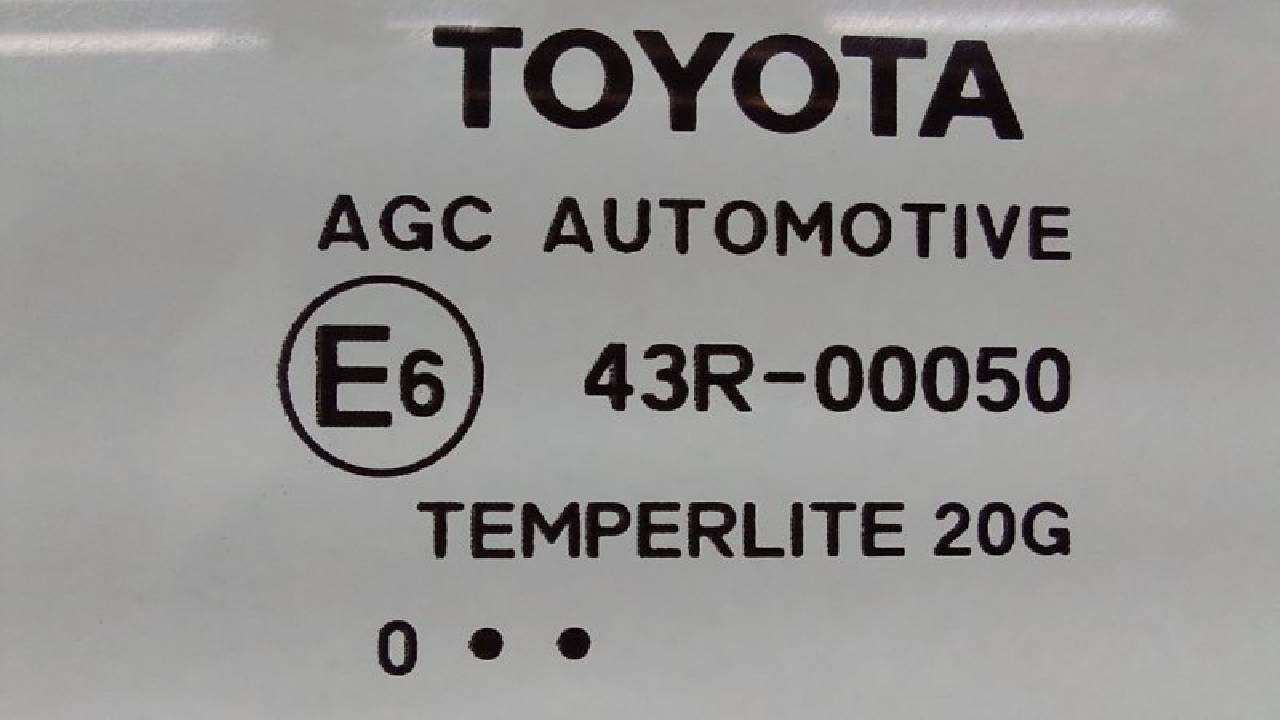 TOYOTA
AGC AUTOMOTIVE
E6 43R-00050
TEMPERLITE 20G
0 • •